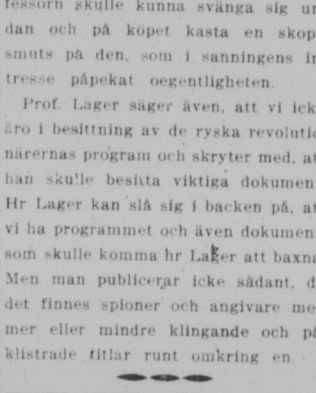 fessorn skulle kunna svänga sig ur
dan och på köpet kasta en skop
smuts på den, som i sanningens in
tresse påpekat oegentligheten.
Prof. Lager säger även, att vi ick
äro i besittning av de ryska revolutio
närernas program och skryter med, at
han skulle besitta viktiga dokument
Hr Lager kan slå sig i backen på, at
vi ha programmet och även dokument
som skulle komma hr Lager att baxna
Men man publicerar icke sådant, d
det finnes spioner och angivare me
mer eller mindre klingande och på
klistrade titlar runt omkring en.